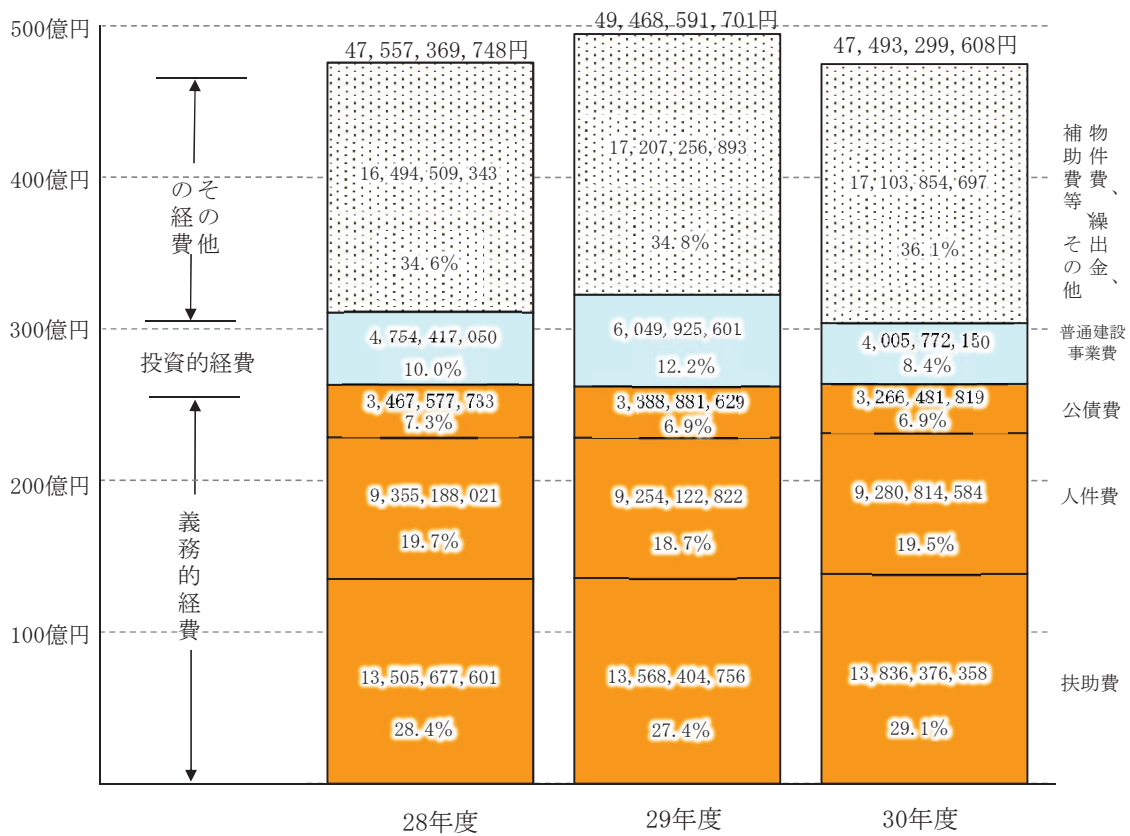 500億円
400億円
300億円
200億円
100億円
その他
の経費
投資的経費
義務的経費
47,557,369,748円
16,494,509,343
34.6%
4,754,417,050
10.0%
3,467,577,733
7.3%
9,355,188,021
19.7%
13,505,677,601
28.4%
28年度
49,468,591,701円
17,207,256,893
34.8%
6,049,925,601
12.2%
3,388,881,629
6.9%
9,254,122,822
18.7%
13,568,404,756
27.4%
29年度
47,493,299,608円
17,103,854,697
36.1%
4,005,772,150
8.4%
3,266,481,819
6.9%
9,280,814,584
19.5%
13,836,376,358
29.1%
30年度
物件費、繰出金、
補助費等、その他
普通建設
事業費
公債費
人件費
扶助費